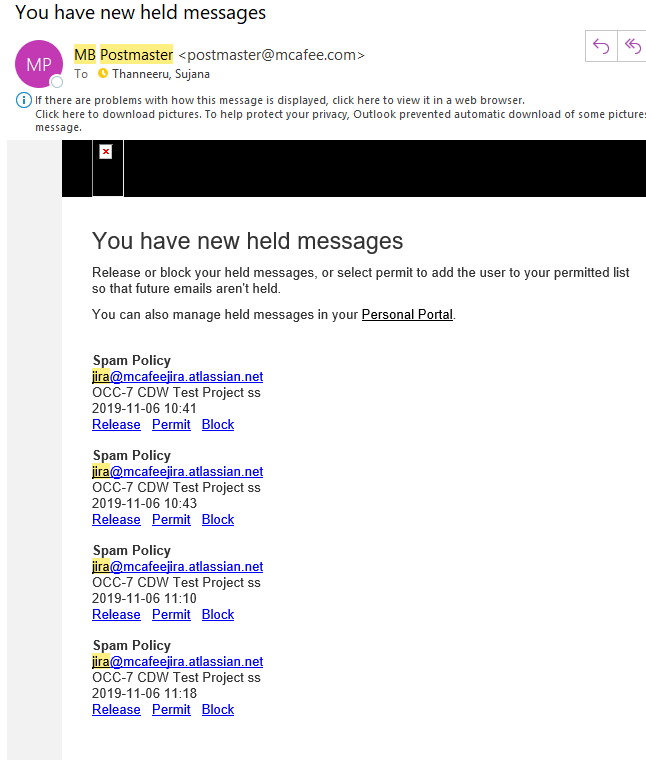 You have new held messages
MP
MB Postmaster <postmaster@mcafee.com>
To Thanneeru, Sujana
If there are problems with how this message is displayed, click here to view it in a web browser.
Click here to download pictures. To help protect your privacy, Outlook prevented automatic download of some pictures
message.
You have new held messages
Release or block your held messages, or select permit to add the user to your permitted list
so that future emails aren't held.
You can also manage held messages in your Personal Portal.
Spam Policy
jira@mcafeejira.atlassian.net
OCC-7 CDW Test Project ss
2019-11-06 10:41
Release Permit Block
Spam Policy
jira@mcafeejira.atlassian.net
OCC-7 CDW Test Project ss
2019-11-06 10:43
Release Permit Block
Spam Policy
jira@mcafeejira.atlassian.net
OCC-7 CDW Test Project ss
2019-11-06 11:10
Release Permit Block
Spam Policy
jira@mcafeejira.atlassian.net
OCC-7 CDW Test Project ss
2019-11-06 11:18
Release Permit Block